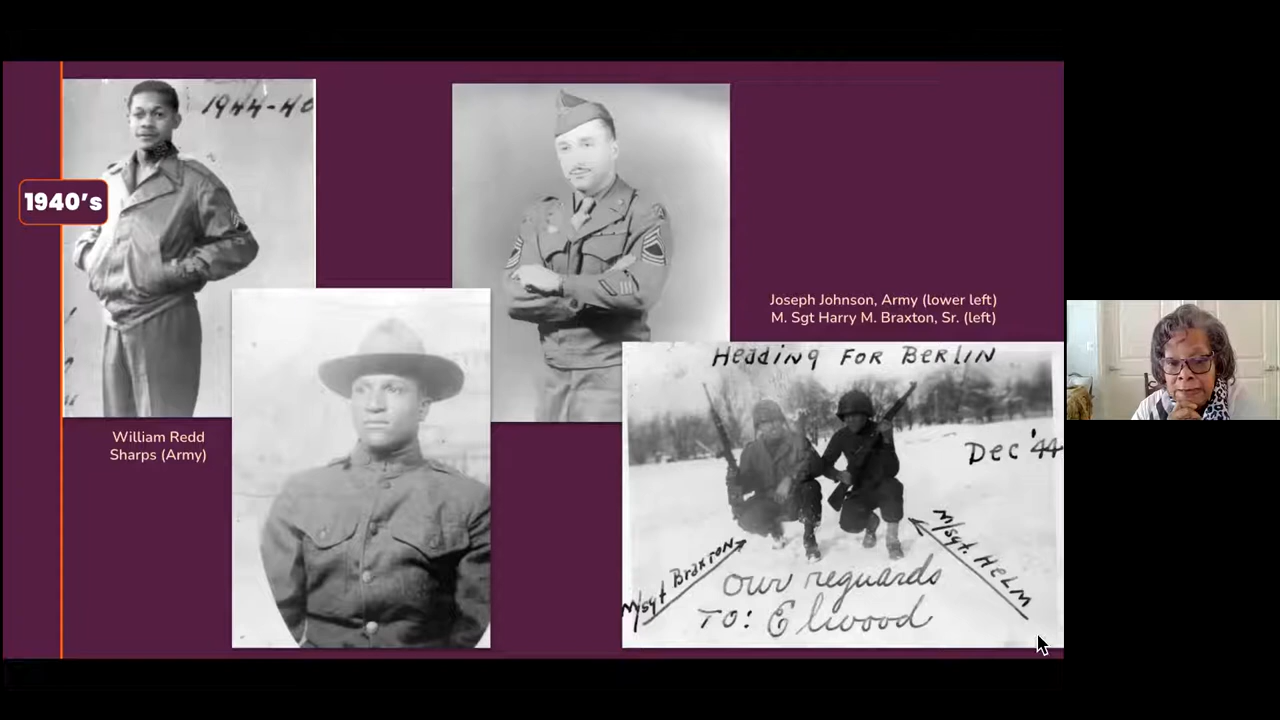 1944-40
1940's
William Redd
Sharps (Army)
Joseph Johnson, Army (lower left)
M. Sgt Harry M. Braxton, Sr. (left)
Heading FOR BERLIN
Dec '44
M/sgt Braxton
M/sgt. HELM
our reguards
TO: Elwood